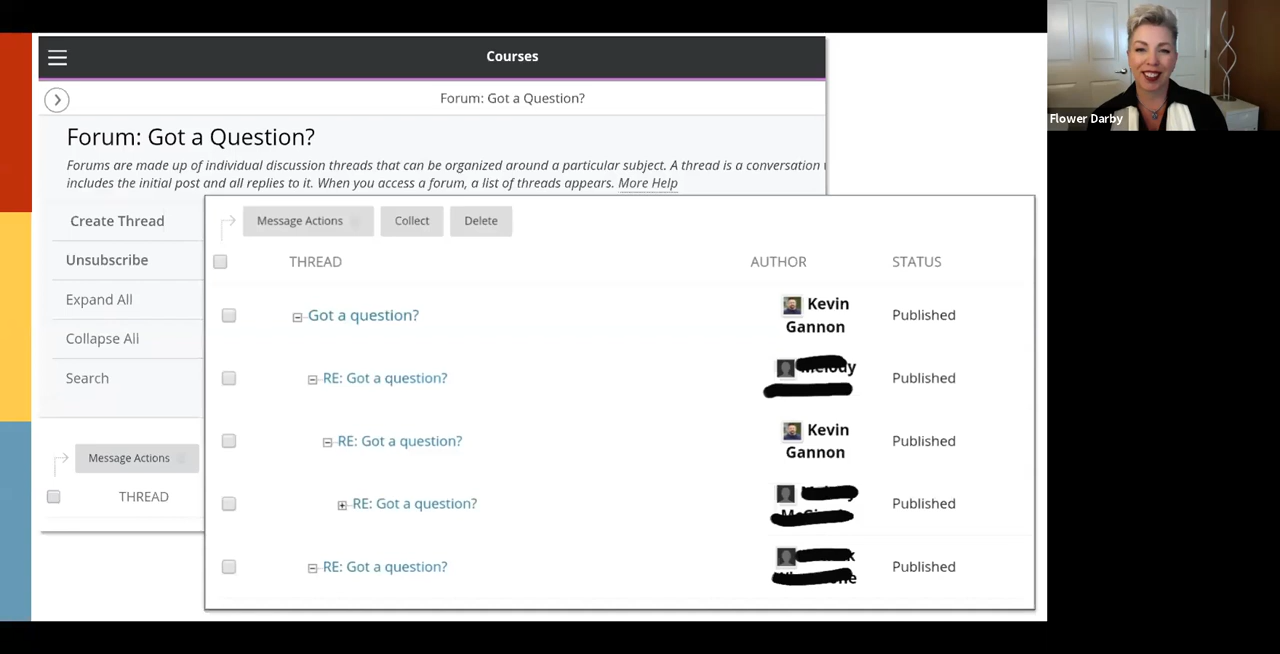 Courses
Forum: Got a Question?
Forum: Got a Question?
Forums are made up of individual discussion threads that can be organized around a particular subject. A thread is a conversation
includes the initial post and all replies to it. When you access a forum, a list of threads appears. More Help
Create Thread
Unsubscribe
Expand All
Collapse All
Search
Message Actions
THREAD
Message Actions Collect Delete
THREAD AUTHOR STATUS
Got a question? Kevin Gannon Published
RE: Got a question? Published
RE: Got a question? Kevin Gannon Published
RE: Got a question? Published
RE: Got a question? Published
Flower Darby